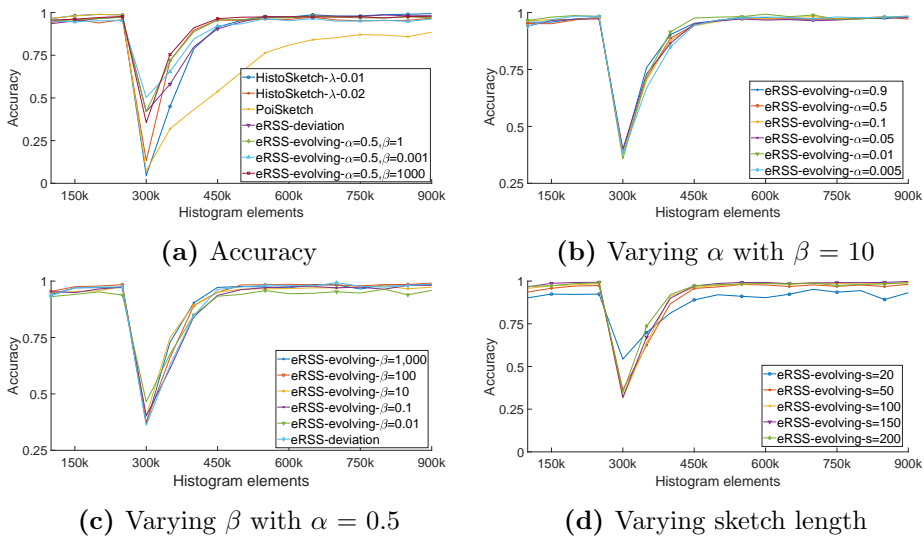 1
0.75
0.5
0.25
0
Accuracy
HistoSketch-λ-0.01
HistoSketch-λ-0.02
PoiSketch
eRSS-deviation
eRSS-evolving-α=0.5,β=1
eRSS-evolving-α=0.5,β=0.001
eRSS-evolving-α=0.5,β=1000
150k 300k 450k 600k 750k 900k
Histogram elements
(a) Accuracy
1
0.75
0.5
0.25
Accuracy
eRSS-evolving-α=0.9
eRSS-evolving-α=0.5
eRSS-evolving-α=0.1
eRSS-evolving-α=0.05
eRSS-evolving-α=0.01
eRSS-evolving-α=0.005
150k 300k 450k 600k 750k 900k
Histogram elements
(b) Varying α with β = 10
1
0.75
0.5
0.25
Accuracy
eRSS-evolving-β=1,000
eRSS-evolving-β=100
eRSS-evolving-β=10
eRSS-evolving-β=0.1
eRSS-evolving-β=0.01
eRSS-deviation
150k 300k 450k 600k 750k 900k
Histogram elements
(c) Varying β with α = 0.5
1
0.75
0.5
0.25
0
Accuracy
eRSS-evolving-s=20
eRSS-evolving-s=50
eRSS-evolving-s=100
eRSS-evolving-s=150
eRSS-evolving-s=200
150k 300k 450k 600k 750k 900k
Histogram elements
(d) Varying sketch length